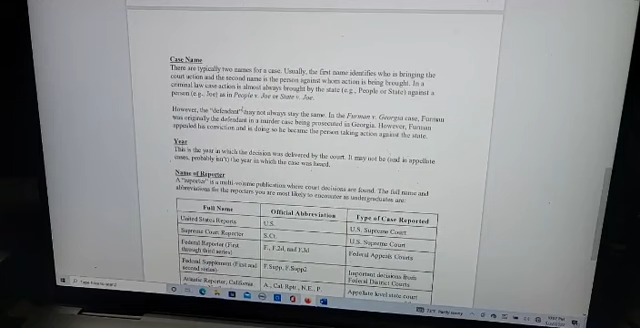 Case Name
There are typically two names for a case. Usually, the first name identifies who is bringing the
court action and the second name is the person against whom action is being brought. In a
criminal law case action is almost always brought by the state (e.g., People or State) against a
person (e.g., Joe) as in People v. Joe or State v. Joe.
However, the "defendant" may not always stay the same. In the Furman v. Georgia case, Furman
was originally the defendant in a murder case being prosecuted in Georgia. However, Furman
appealed his conviction and in doing so he became the person taking action against the state.
Year
This is the year in which the decision was delivered by the court. It may not be (and in appellate
cases, probably isn't) the year in which the case was heard.
Name of Reporter
A "reporter" is a multi-volume publication where court decisions are found. The full name and
abbreviations for the reporters you are most likely to encounter as undergraduates are:
Full Name Official Abbreviation Type of Case Reported
United States Reports U.S. U.S. Supreme Court
Supreme Court Reporter S.Ct. U.S. Supreme Court
Federal Reporter (First
through third series) F., F.2d, and F.3d Federal Appeals Courts
Federal Supplement (First and
second series) F.Supp, F.Supp2 Important decisions from
Federal District Courts
Atlantic Reporter, California A., Cal. Rptr., N.E., P. Appellate level state court
Type here to search